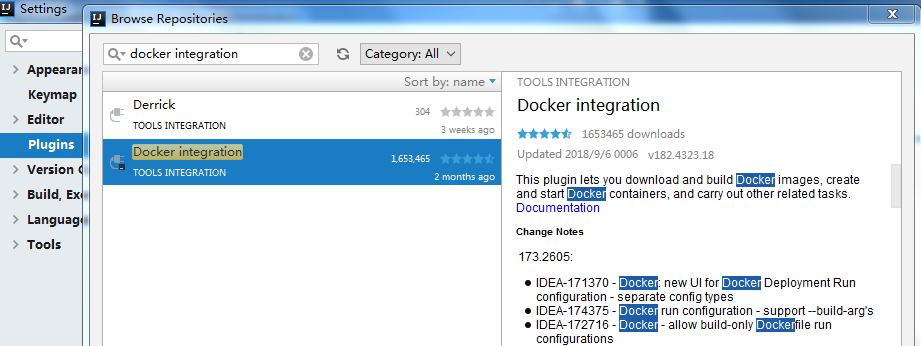 Settings
Browse Repositories
docker integration
Category: All
Appearan
Keymap
Editor
Plugins
Version C
Build, Exe
Language
Tools
Sort by: name
Derrick
304
TOOLS INTEGRATION
3 weeks ago
Docker integration
1,653,465
TOOLS INTEGRATION
2 months ago
TOOLS INTEGRATION
Docker integration
1653465 downloads
Updated 2018/9/6 0006 v182.4323.18
This plugin lets you download and build Docker images, create
and start Docker containers, and carry out other related tasks.
Documentation
Change Notes
173.2605:
● IDEA-171370 - Docker: new UI for Docker Deployment Run
configuration - separate config types
● IDEA-174375 - Docker run configuration - support --build-arg's
● IDEA-172716 - Docker - allow build-only Dockerfile run
configurations